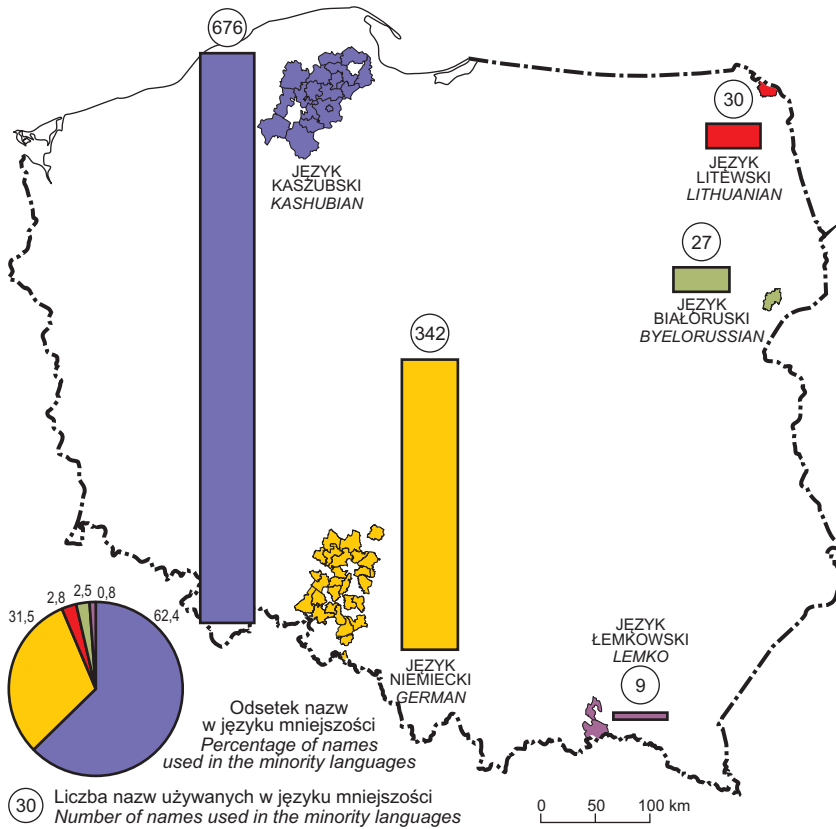 676
JĘZYK
KASZUBSKI
KASHUBIAN
30
JĘZYK
LITEWSKI
LITHUANIAN
27
JĘZYK
BIAŁORUSKI
BYELORUSSIAN
342
JĘZYK
NIEMIECKI
GERMAN
JĘZYK
ŁEMKOWSKI
LEMKO
9
31,5
2,8
2,5
0,8
62,4
Odsetek nazw
w języku mniejszości
Percentage of names
used in the minority languages
30
Liczba nazw używanych w języku mniejszości
Number of names used in the minority languages
0 50 100 km